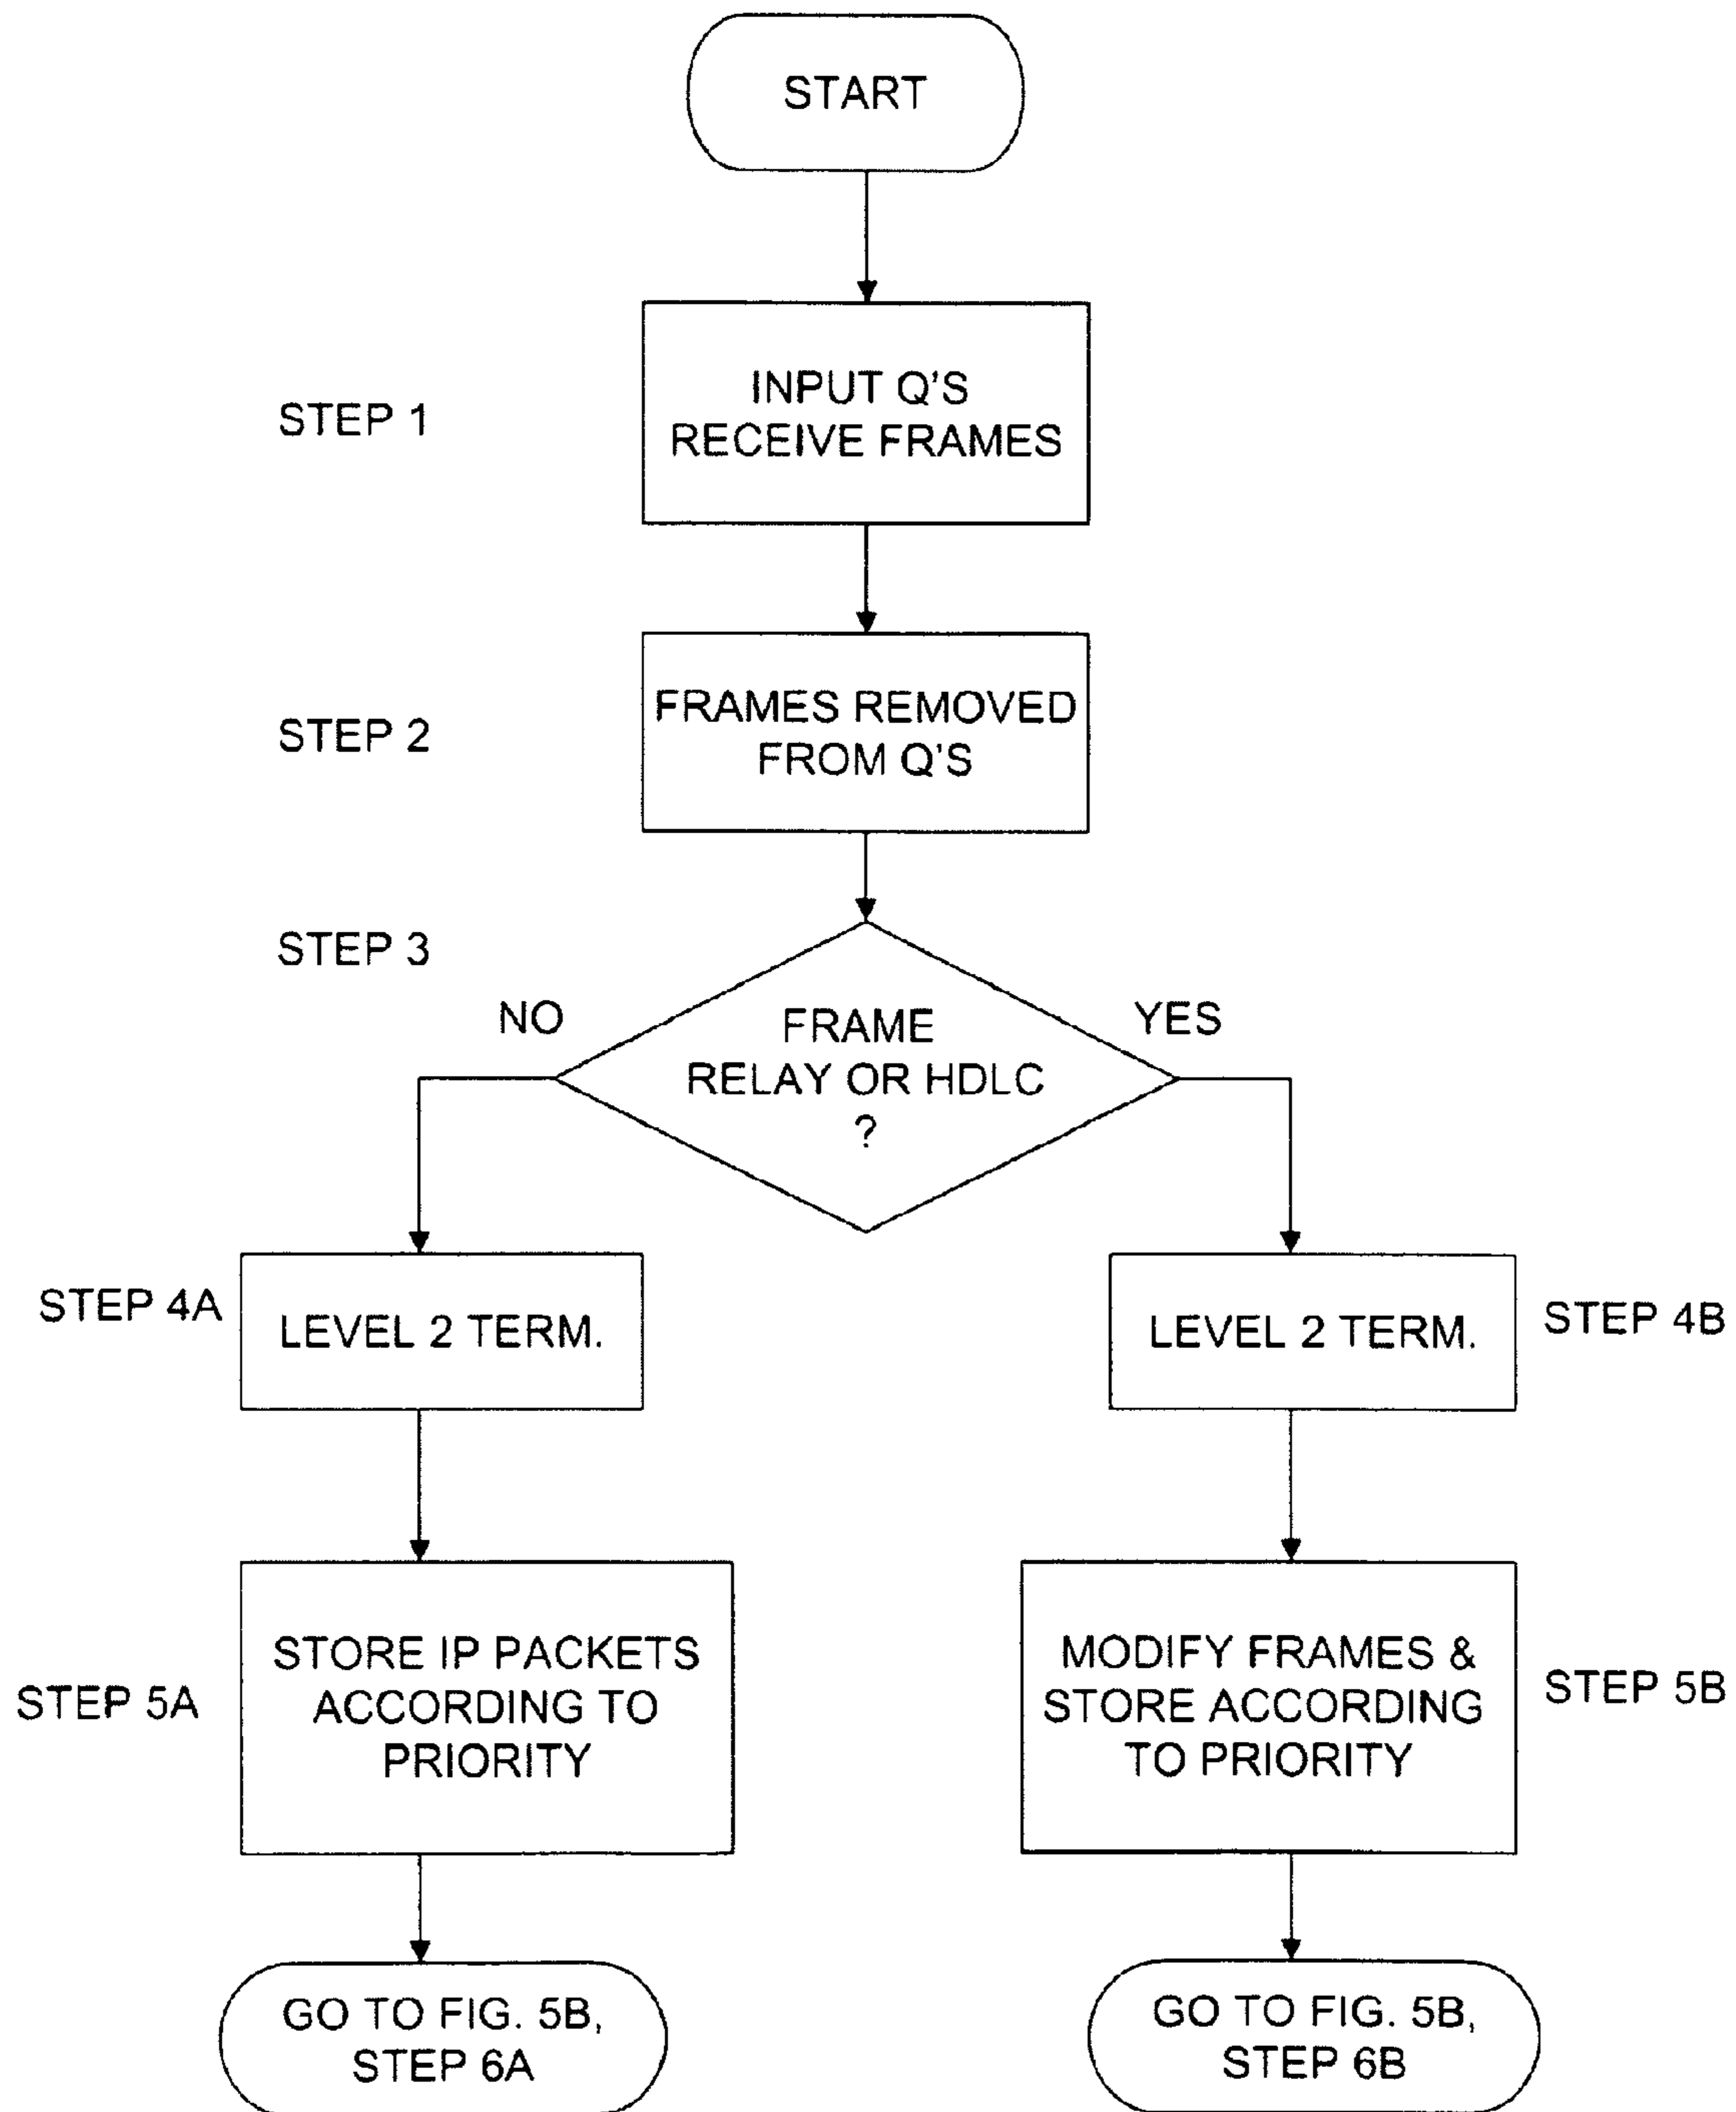 START
STEP 1
INPUT Q'S
RECEIVE FRAMES
STEP 2
FRAMES REMOVED
FROM Q'S
STEP 3
NO
YES
FRAME
RELAY OR HDLC
?
STEP 4A
LEVEL 2 TERM.
LEVEL 2 TERM.
STEP 4B
STEP 5A
STORE IP PACKETS
ACCORDING TO
PRIORITY
MODIFY FRAMES &
STORE ACCORDING
TO PRIORITY
STEP 5B
GO TO FIG. 5B,
STEP 6A
GO TO FIG. 5B,
STEP 6B